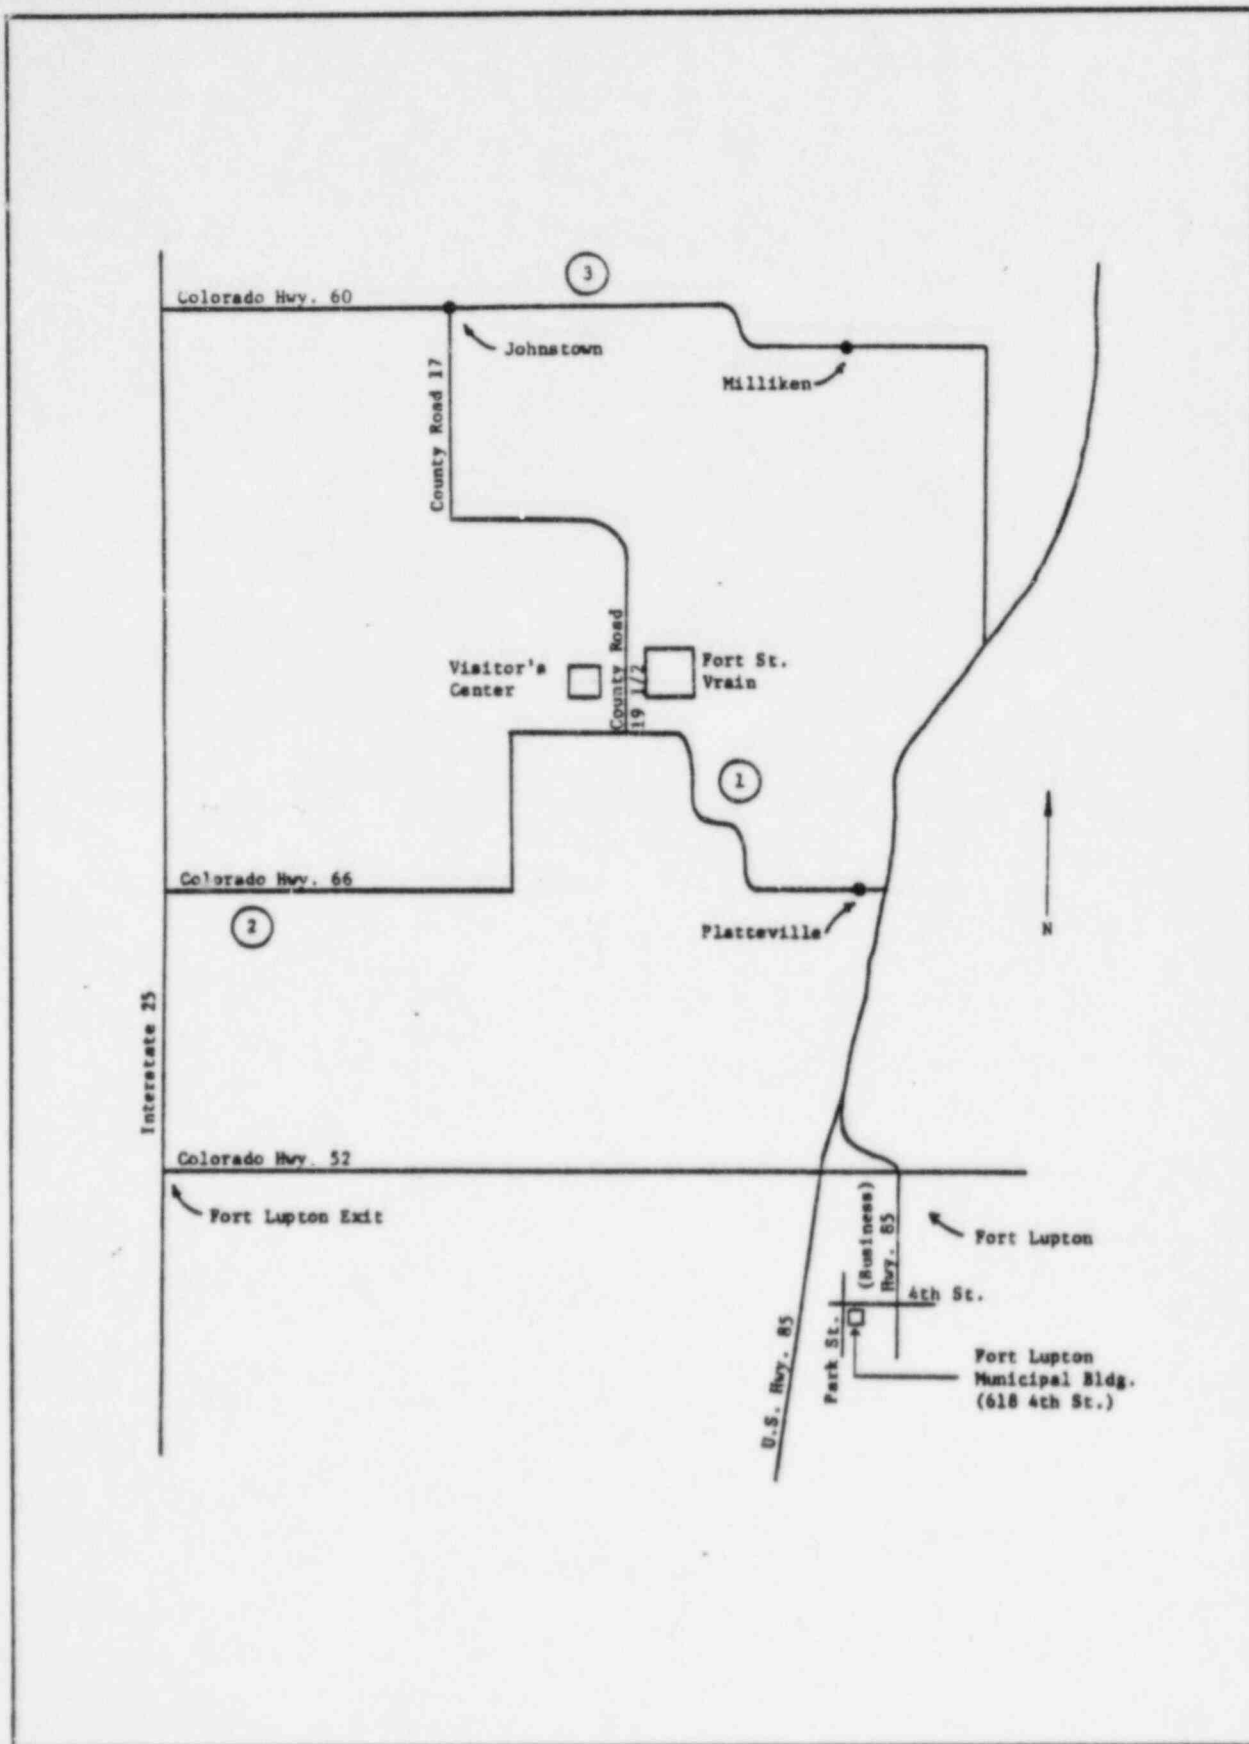 3
Colorado Hwy. 60
Johnstown
Milliken
County Road 17
Visitor's
Center
County Road
19 1/2
Fort St.
Vrain
1
Colorado Hwy. 66
2
Platteville
N
Interstate 25
Colorado Hwy. 52
Fort Lupton Exit
(Business)
Hwy. 85
Fort Lupton
4th St.
U.S. Hwy. 85
Park St.
Fort Lupton
Municipal Bldg.
(618 4th St.)